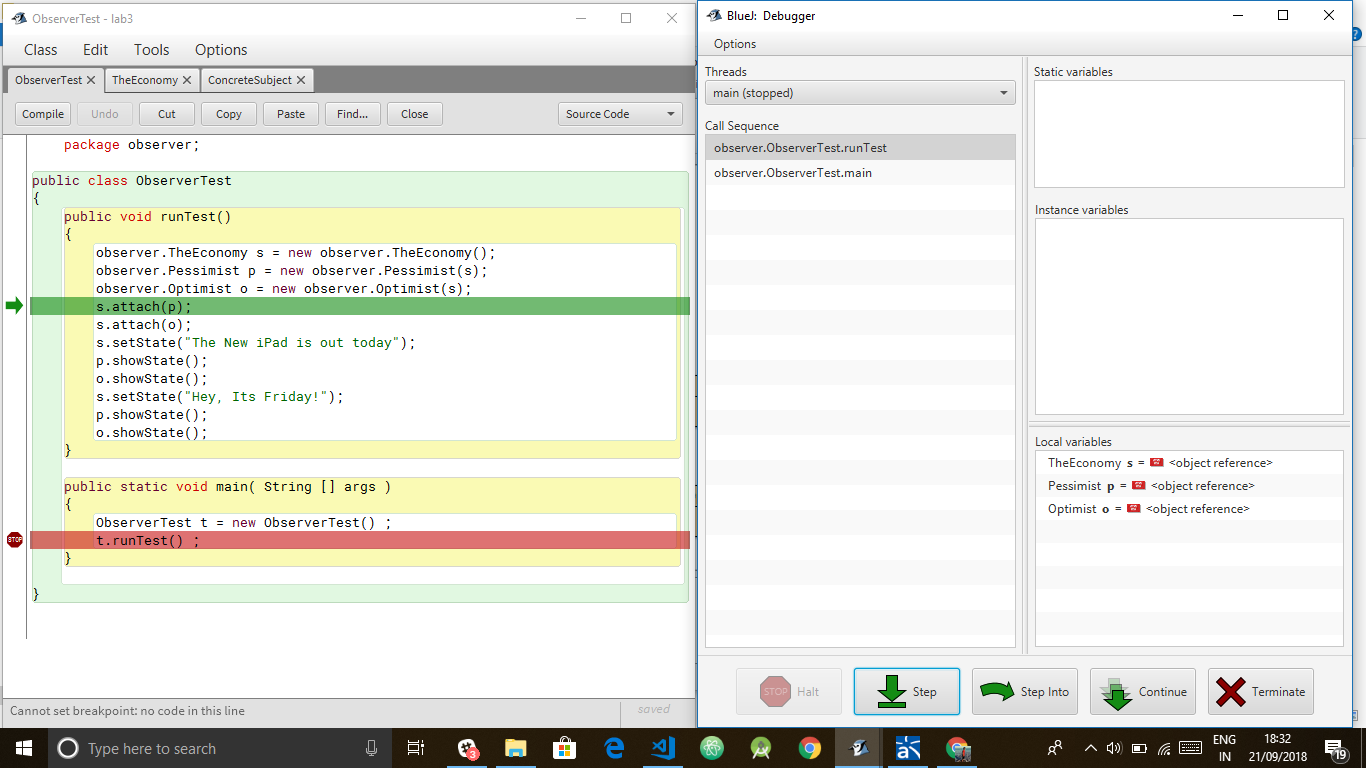 ObserverTest - lab3
Class Edit Tools Options
ObserverTest TheEconomy ConcreteSubject
Compile Undo Cut Copy Paste Find... Close Source Code
package observer;
public class ObserverTest
{
public void runTest()
{
observer.TheEconomy s = new observer.TheEconomy();
observer.Pessimist p = new observer.Pessimist(s);
observer.Optimist o = new observer.Optimist(s);
s.attach(p);
s.attach(o);
s.setState("The New iPad is out today");
p.showState();
o.showState();
s.setState("Hey, Its Friday!");
p.showState();
o.showState();
}
public static void main( String [] args )
{
ObserverTest t = new ObserverTest() ;
STOP
t.runTest() ;
}
}
Cannot set breakpoint: no code in this line
saved
BlueJ: Debugger
Options
Threads
main (stopped)
Call Sequence
observer.ObserverTest.runTest
observer.ObserverTest.main
Static variables
Instance variables
Local variables
TheEconomy s = <object reference>
Pessimist p = <object reference>
Optimist o = <object reference>
STOP Halt Step Step Into Continue Terminate
Type here to search
3
ENG
IN
18:32
21/09/2018
19